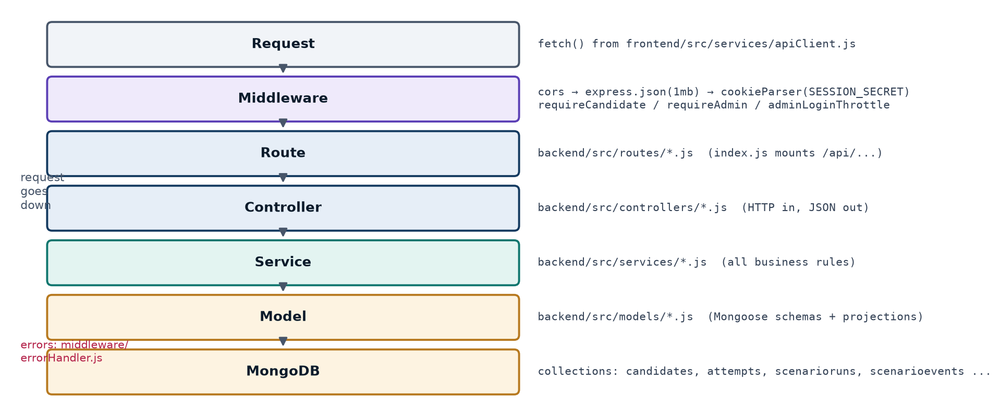 Request
fetch() from frontend/src/services/apiClient.js
Middleware
cors → express.json(1mb) → cookieParser(SESSION_SECRET)
requireCandidate / requireAdmin / adminLoginThrottle
Route
backend/src/routes/*.js  (index.js mounts /api/...)
request
goes
down
Controller
backend/src/controllers/*.js  (HTTP in, JSON out)
Service
backend/src/services/*.js  (all business rules)
Model
backend/src/models/*.js  (Mongoose schemas + projections)
errors: middleware/
errorHandler.js
MongoDB
collections: candidates, attempts, scenarioruns, scenarioevents ...